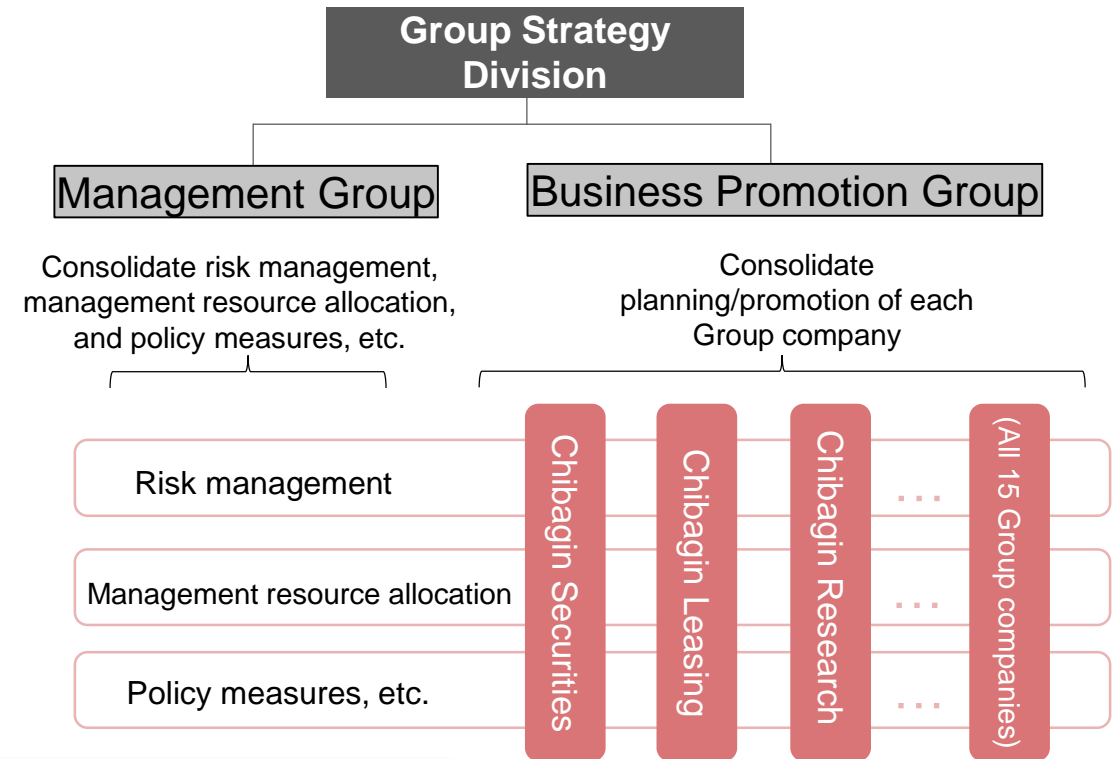 Group Strategy
Division
Management Group
Business Promotion Group
Consolidate risk management,
management resource allocation,
and policy measures, etc.
Consolidate
planning/promotion of each
Group company
Risk management
Management resource allocation
Policy measures, etc.
Chibagin Securities
Chibagin Leasing
Chibagin Research
...
...
...
(All 15 Group companies)